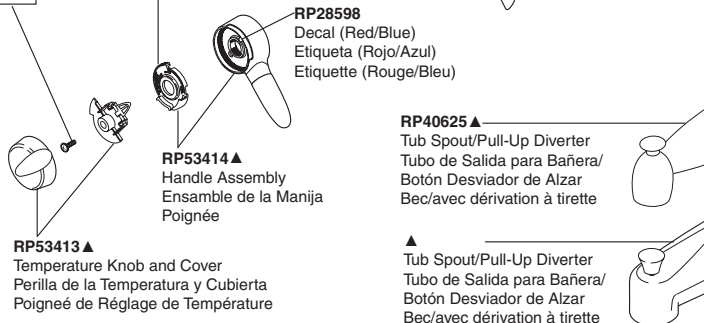 RP28598
Decal (Red/Blue)
Etiqueta (Rojo/Azul)
Etiquette (Rouge/Bleu)
RP53414▲
Handle Assembly
Ensamble de la Manija
Poignée
RP53413▲
Temperature Knob and Cover
Perilla de la Temperatura y Cubierta
Poigneé de Réglage de Température
RP40625▲
Tub Spout/Pull-Up Diverter
Tubo de Salida para Bañera/
Botón Desviador de Alzar
Bec/avec dérivation à tirette
▲
Tub Spout/Pull-Up Diverter
Tubo de Salida para Bañera/
Botón Desviador de Alzar
Bec/avec dérivation à tirette